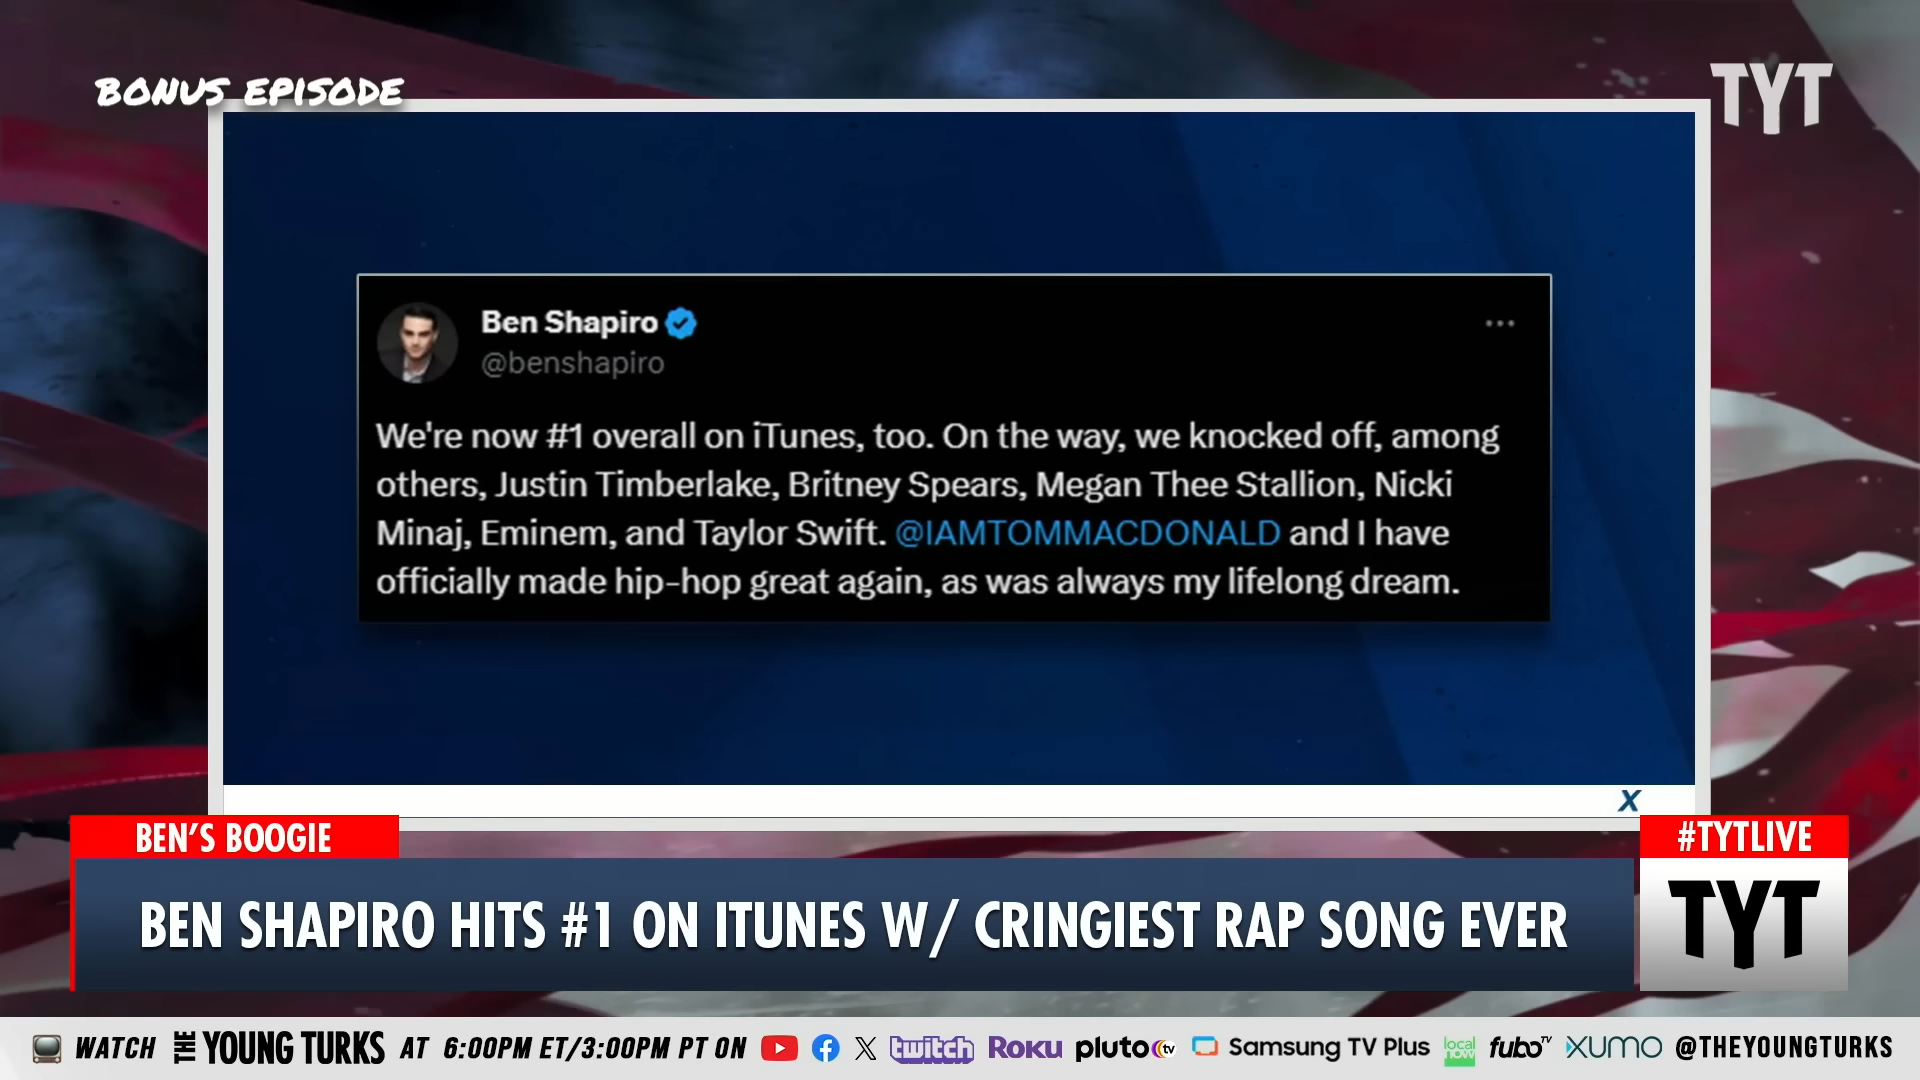 BONUS EPISODE
TYT
Ben Shapiro
@benshapiro
We're now #1 overall on iTunes, too. On the way, we knocked off, among
others, Justin Timberlake, Britney Spears, Megan Thee Stallion, Nicki
Minaj, Eminem, and Taylor Swift. @IAMTOMMACDONALD and I have
officially made hip-hop great again, as was always my lifelong dream.
X
BEN'S BOOGIE
#TYTLIVE
BEN SHAPIRO HITS #1 ON ITUNES W/ CRINGIEST RAP SONG EVER
TYT
WATCH THE YOUNG TURKS AT 6:00PM ET/3:00PM PT ON twitch ROKU pluto tv SAMSUNG TV Plus local now fubo TV XUMO @THEYOUNGTURKS